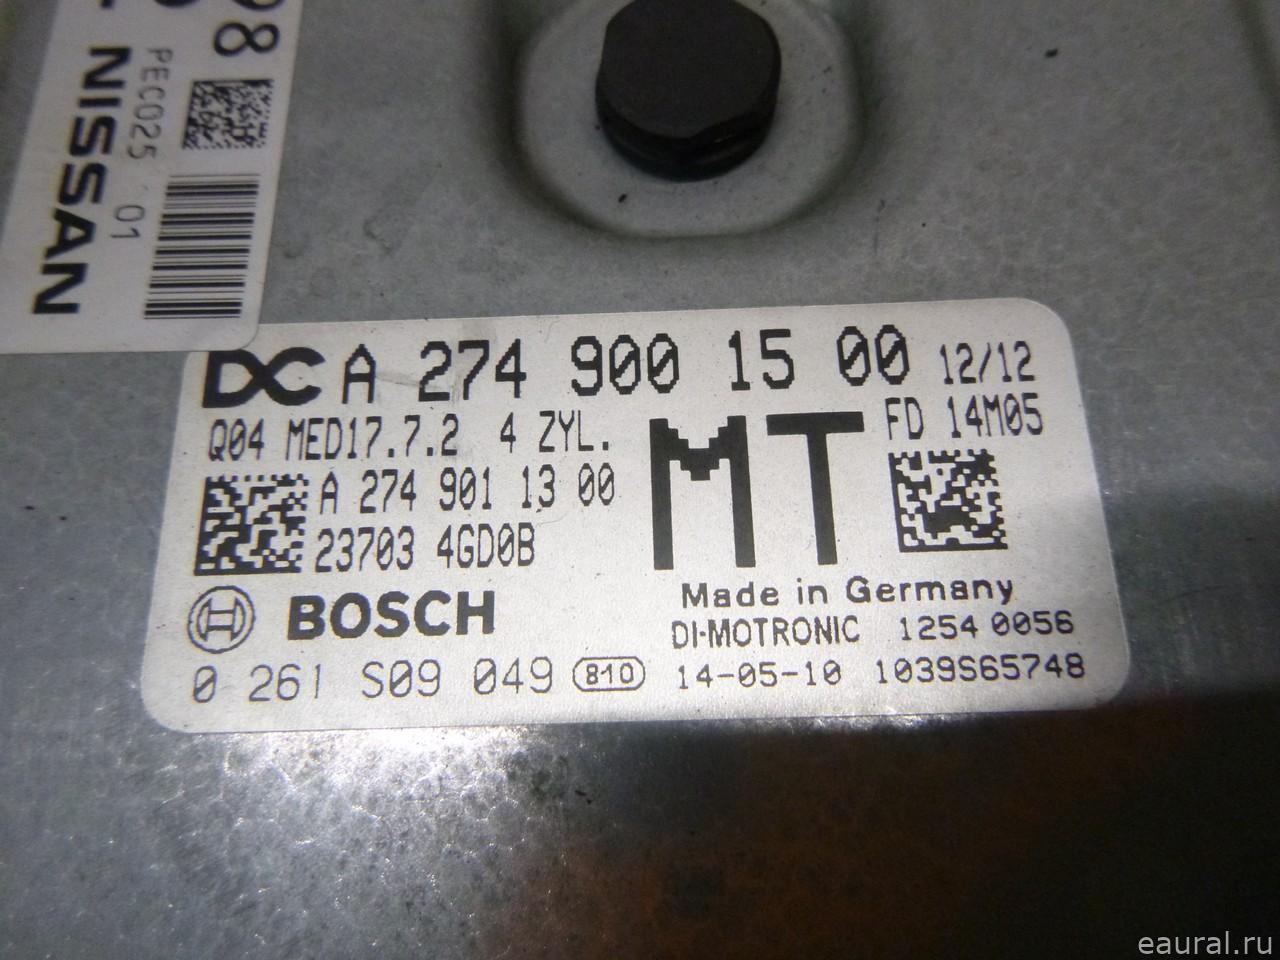 98
NISSAN
PEC025 01
DC A 274 900 15 00 12/12
Q04 MED17.7.2 4 ZYL. MT FD 14M05
A 274 901 13 00
23703 4GD0B
BOSCH Made in Germany
DI-MOTRONIC 1254 0056
0 261 S09 049 810 14-05-10 1039S65748
eaural.ru